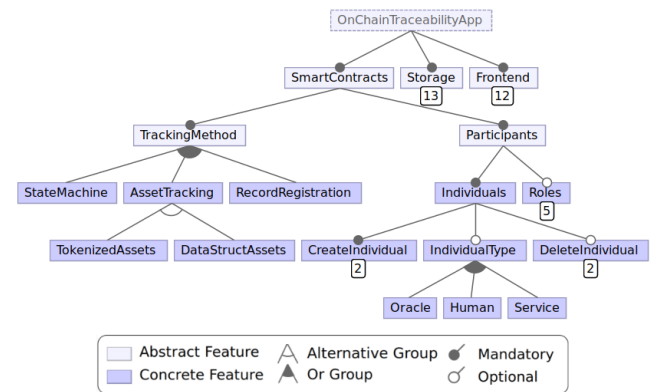 OnChainTraceabilityApp
SmartContracts Storage Frontend
13 12
TrackingMethod Participants
StateMachine AssetTracking RecordRegistration Individuals Roles
5
TokenizedAssets DataStructAssets CreateIndividual IndividualType DeleteIndividual
2 2
Oracle Human Service
Abstract Feature Alternative Group Mandatory
Concrete Feature Or Group Optional